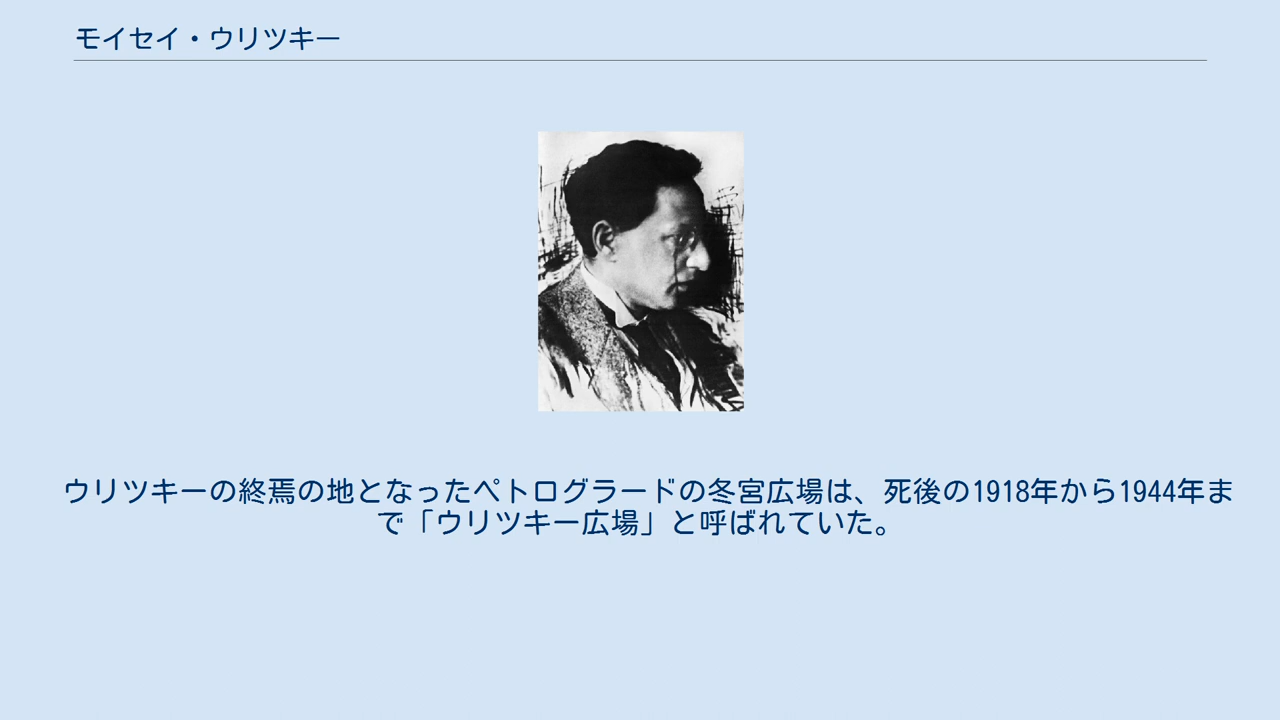 モイセイ・ウリツキー
ウリツキーの終焉の地となったペトログラードの冬宮広場は、死後の1918年から1944年ま
で「ウリツキー広場」と呼ばれていた。